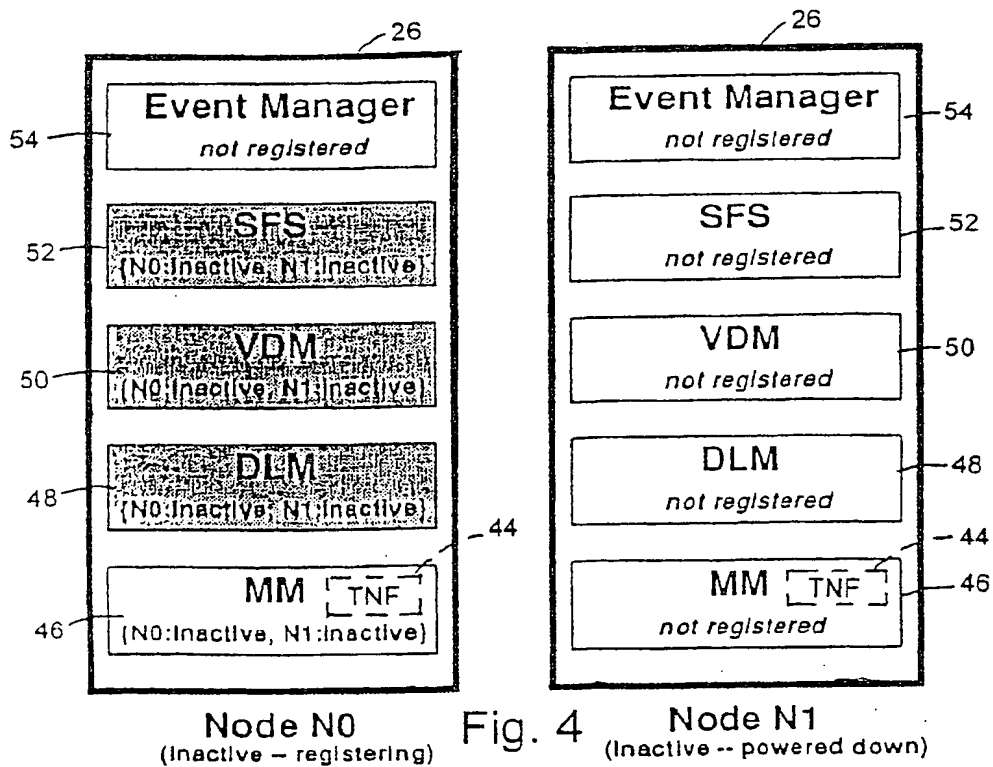 26
Event Manager
not registered
54
SFS
{N0:Inactive, N1:Inactive}
52
VDM
{N0:Inactive, N1:Inactive}
50
DLM
{N0:Inactive, N1:Inactive}
48
44
MM
TNF
{N0:Inactive, N1:Inactive}
46
Node N0
(Inactive – registering)
Fig. 4
26
Event Manager
not registered
54
SFS
not registered
52
VDM
not registered
50
DLM
not registered
48
44
MM
TNF
not registered
46
Node N1
(Inactive -- powered down)